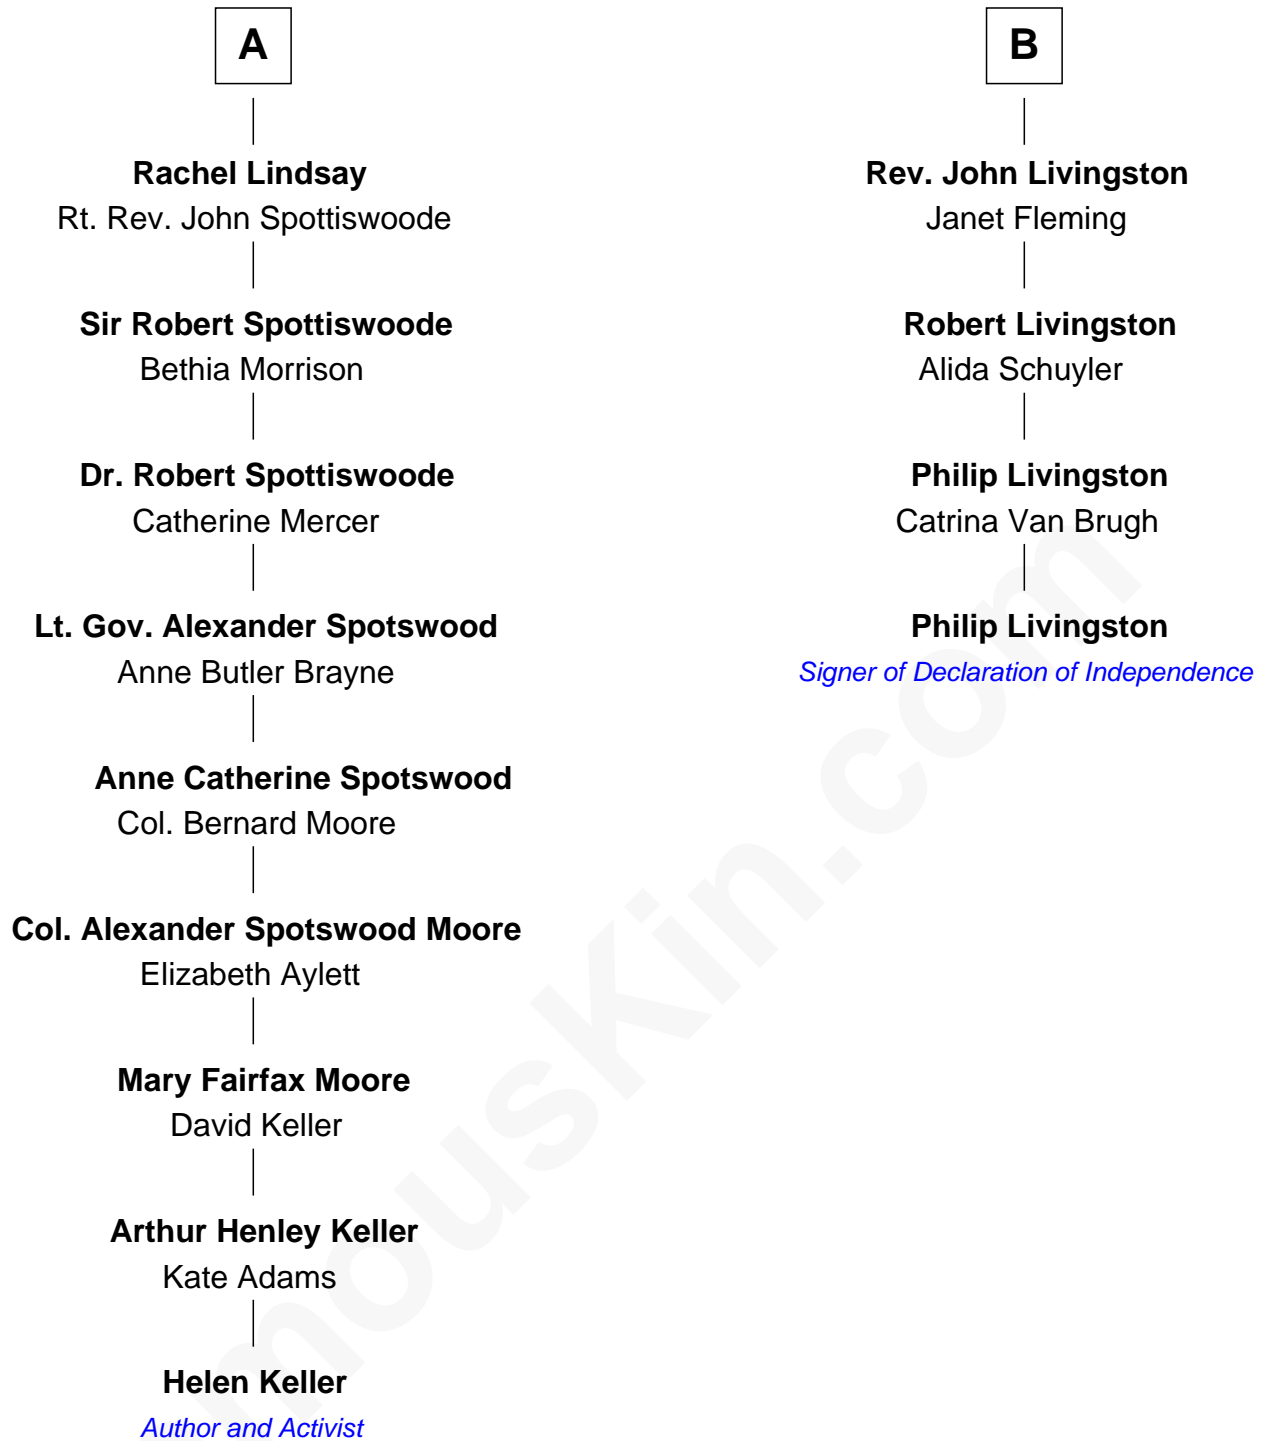 A
Rachel Lindsay
Rt. Rev. John Spottiswoode
Sir Robert Spottiswoode
Bethia Morrison
Dr. Robert Spottiswoode
Catherine Mercer
Lt. Gov. Alexander Spotswood
Anne Butler Brayne
Anne Catherine Spotswood
Col. Bernard Moore
Col. Alexander Spotswood Moore
Elizabeth Aylett
Mary Fairfax Moore
David Keller
Arthur Henley Keller
Kate Adams
Helen Keller
Author and Activist
B
Rev. John Livingston
Janet Fleming
Robert Livingston
Alida Schuyler
Philip Livingston
Catrina Van Brugh
Philip Livingston
Signer of Declaration of Independence
mousKin.com